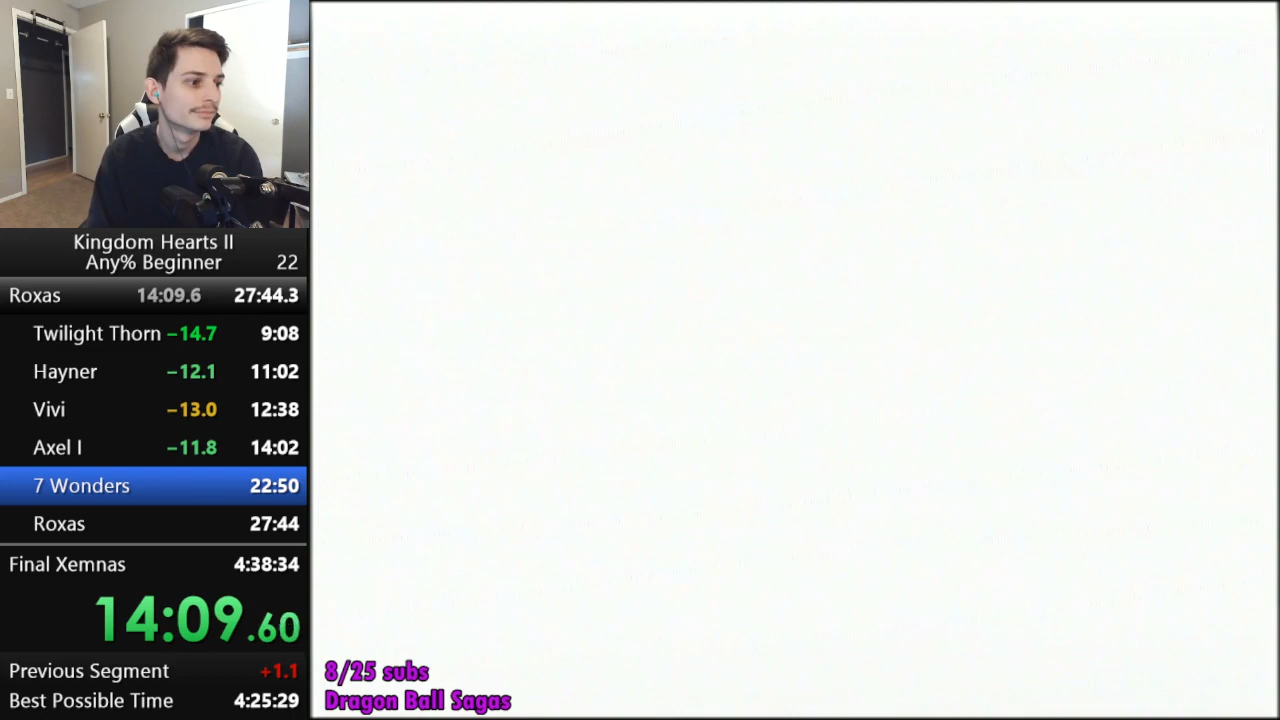 Kingdom Hearts II
Any% Beginner 22
Roxas 14:09.6 27:44.3
Twilight Thorn −14.7 9:08
Hayner −12.1 11:02
Vivi −13.0 12:38
Axel I −11.8 14:02
7 Wonders 22:50
Roxas 27:44
Final Xemnas 4:38:34
14:09.60
Previous Segment +1.1
Best Possible Time 4:25:29
8/25 subs
Dragon Ball Sagas